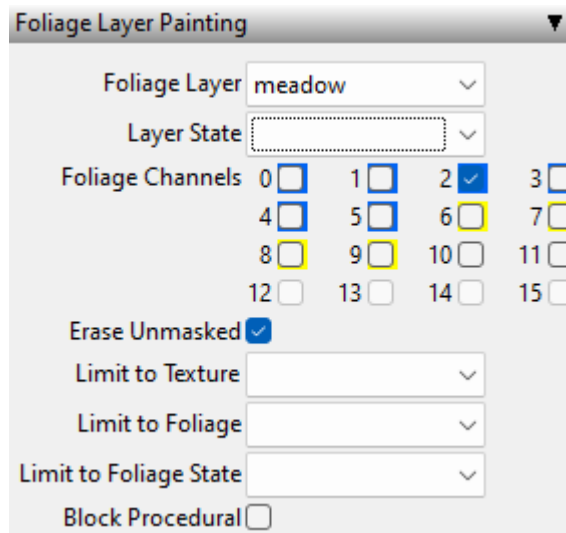 Foliage Layer Painting
Foliage Layer meadow
Layer State
Foliage Channels 0 1 2 3
4 5 6 7
8 9 10 11
12 13 14 15
Erase Unmasked
Limit to Texture
Limit to Foliage
Limit to Foliage State
Block Procedural